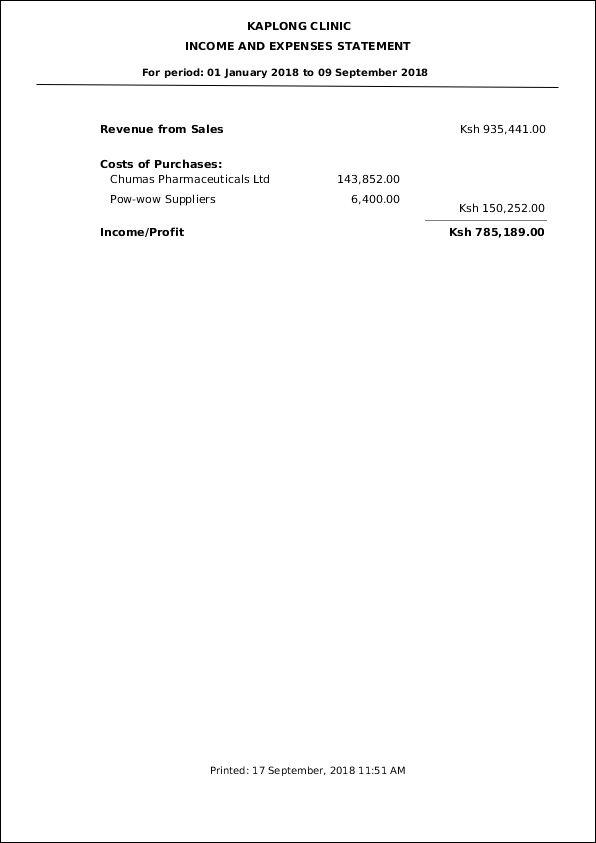 KAPLONG CLINIC
INCOME AND EXPENSES STATEMENT
For period: 01 January 2018 to 09 September 2018
Revenue from Sales Ksh 935,441.00
Costs of Purchases:
Chumas Pharmaceuticals Ltd 143,852.00
Pow-wow Suppliers 6,400.00
Ksh 150,252.00
Income/Profit Ksh 785,189.00
Printed: 17 September, 2018 11:51 AM